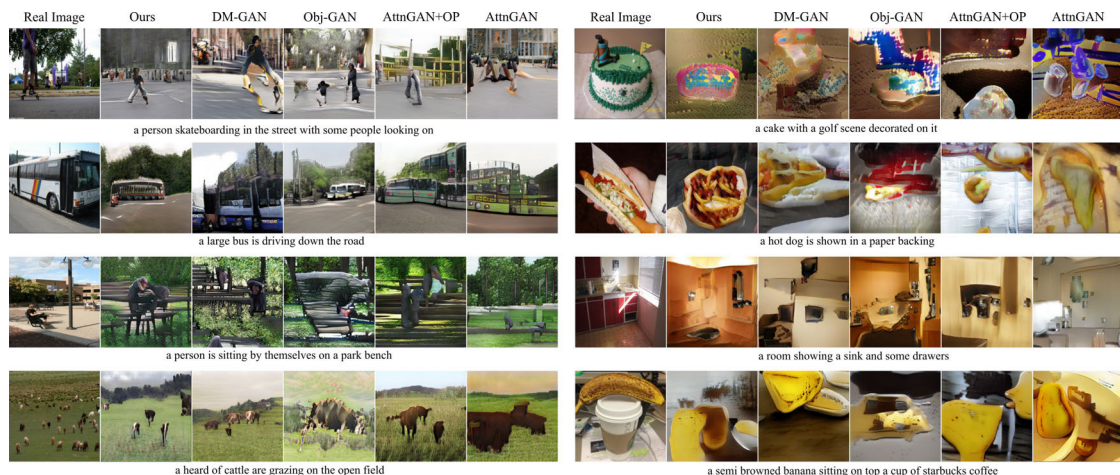 Real Image Ours DM-GAN Obj-GAN AttnGAN+OP AttnGAN
a person skateboarding in the street with some people looking on
a large bus is driving down the road
a person is sitting by themselves on a park bench
a heard of cattle are grazing on the open field
Real Image Ours DM-GAN Obj-GAN AttnGAN+OP AttnGAN
a cake with a golf scene decorated on it
a hot dog is shown in a paper backing
a room showing a sink and some drawers
a semi browned banana sitting on top a cup of starbucks coffee